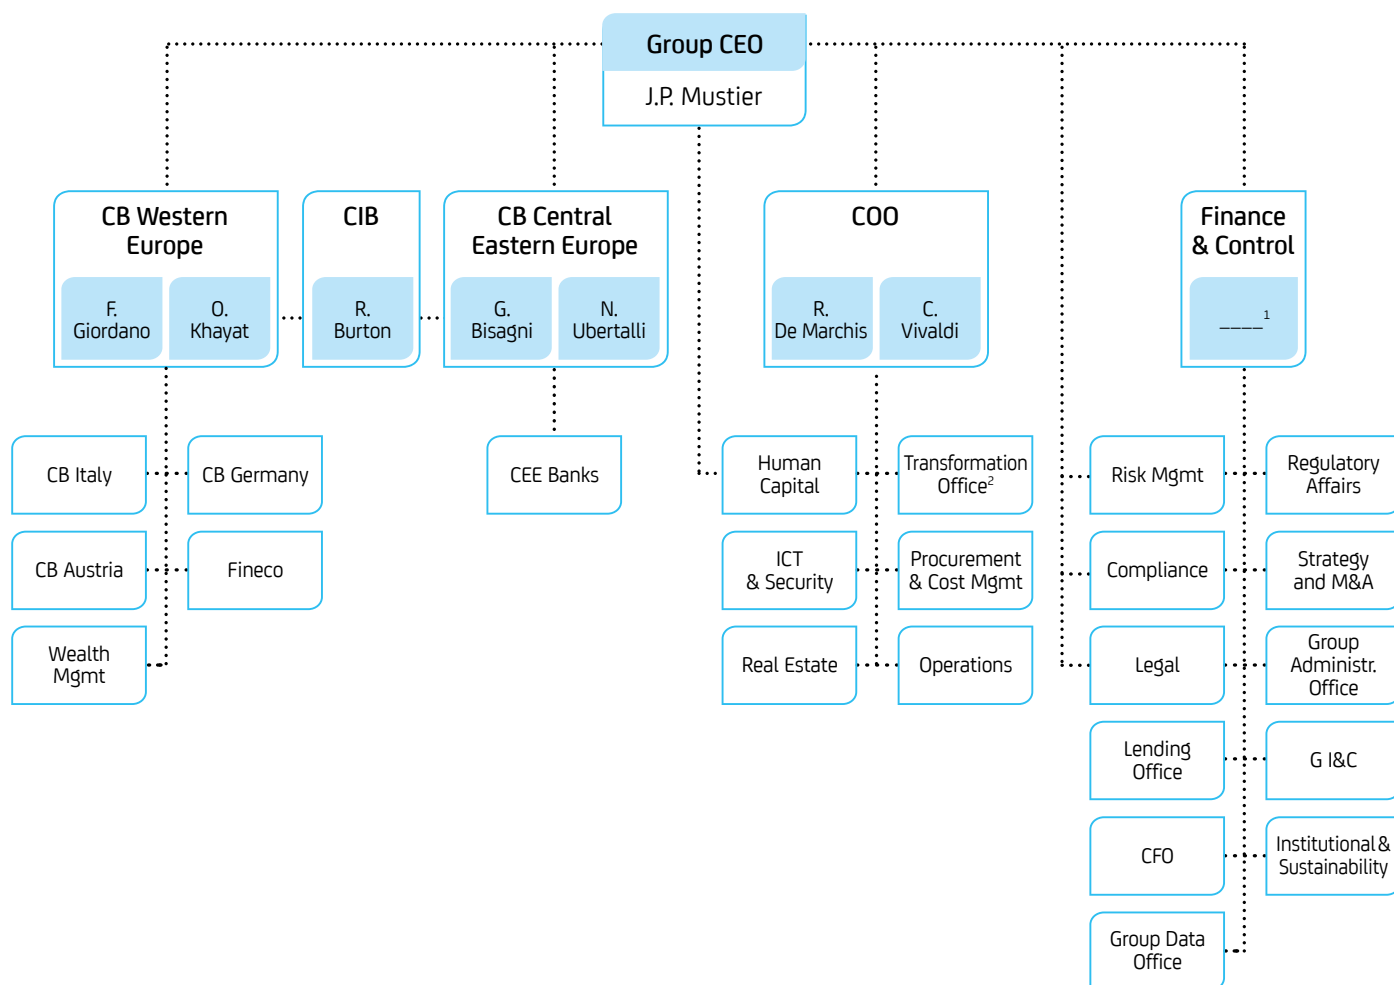 Group CEO
J.P. Mustier
CB Western
Europe
F.
Giordano
O.
Khayat
CIB
R.
Burton
CB Central
Eastern Europe
G.
Bisagni
N.
Ubertalli
COO
R.
De Marchis
C.
Vivaldi
Finance
& Control
____1
CB Italy
CB Germany
CB Austria
Fineco
Wealth
Mgmt
CEE Banks
Human
Capital
Transformation
Office2
ICT
& Security
Procurement
& Cost Mgmt
Real Estate
Operations
Risk Mgmt
Regulatory
Affairs
Compliance
Strategy
and M&A
Legal
Group
Administr.
Office
Lending
Office
G I&C
CFO
Institutional &
Sustainability
Group Data
Office